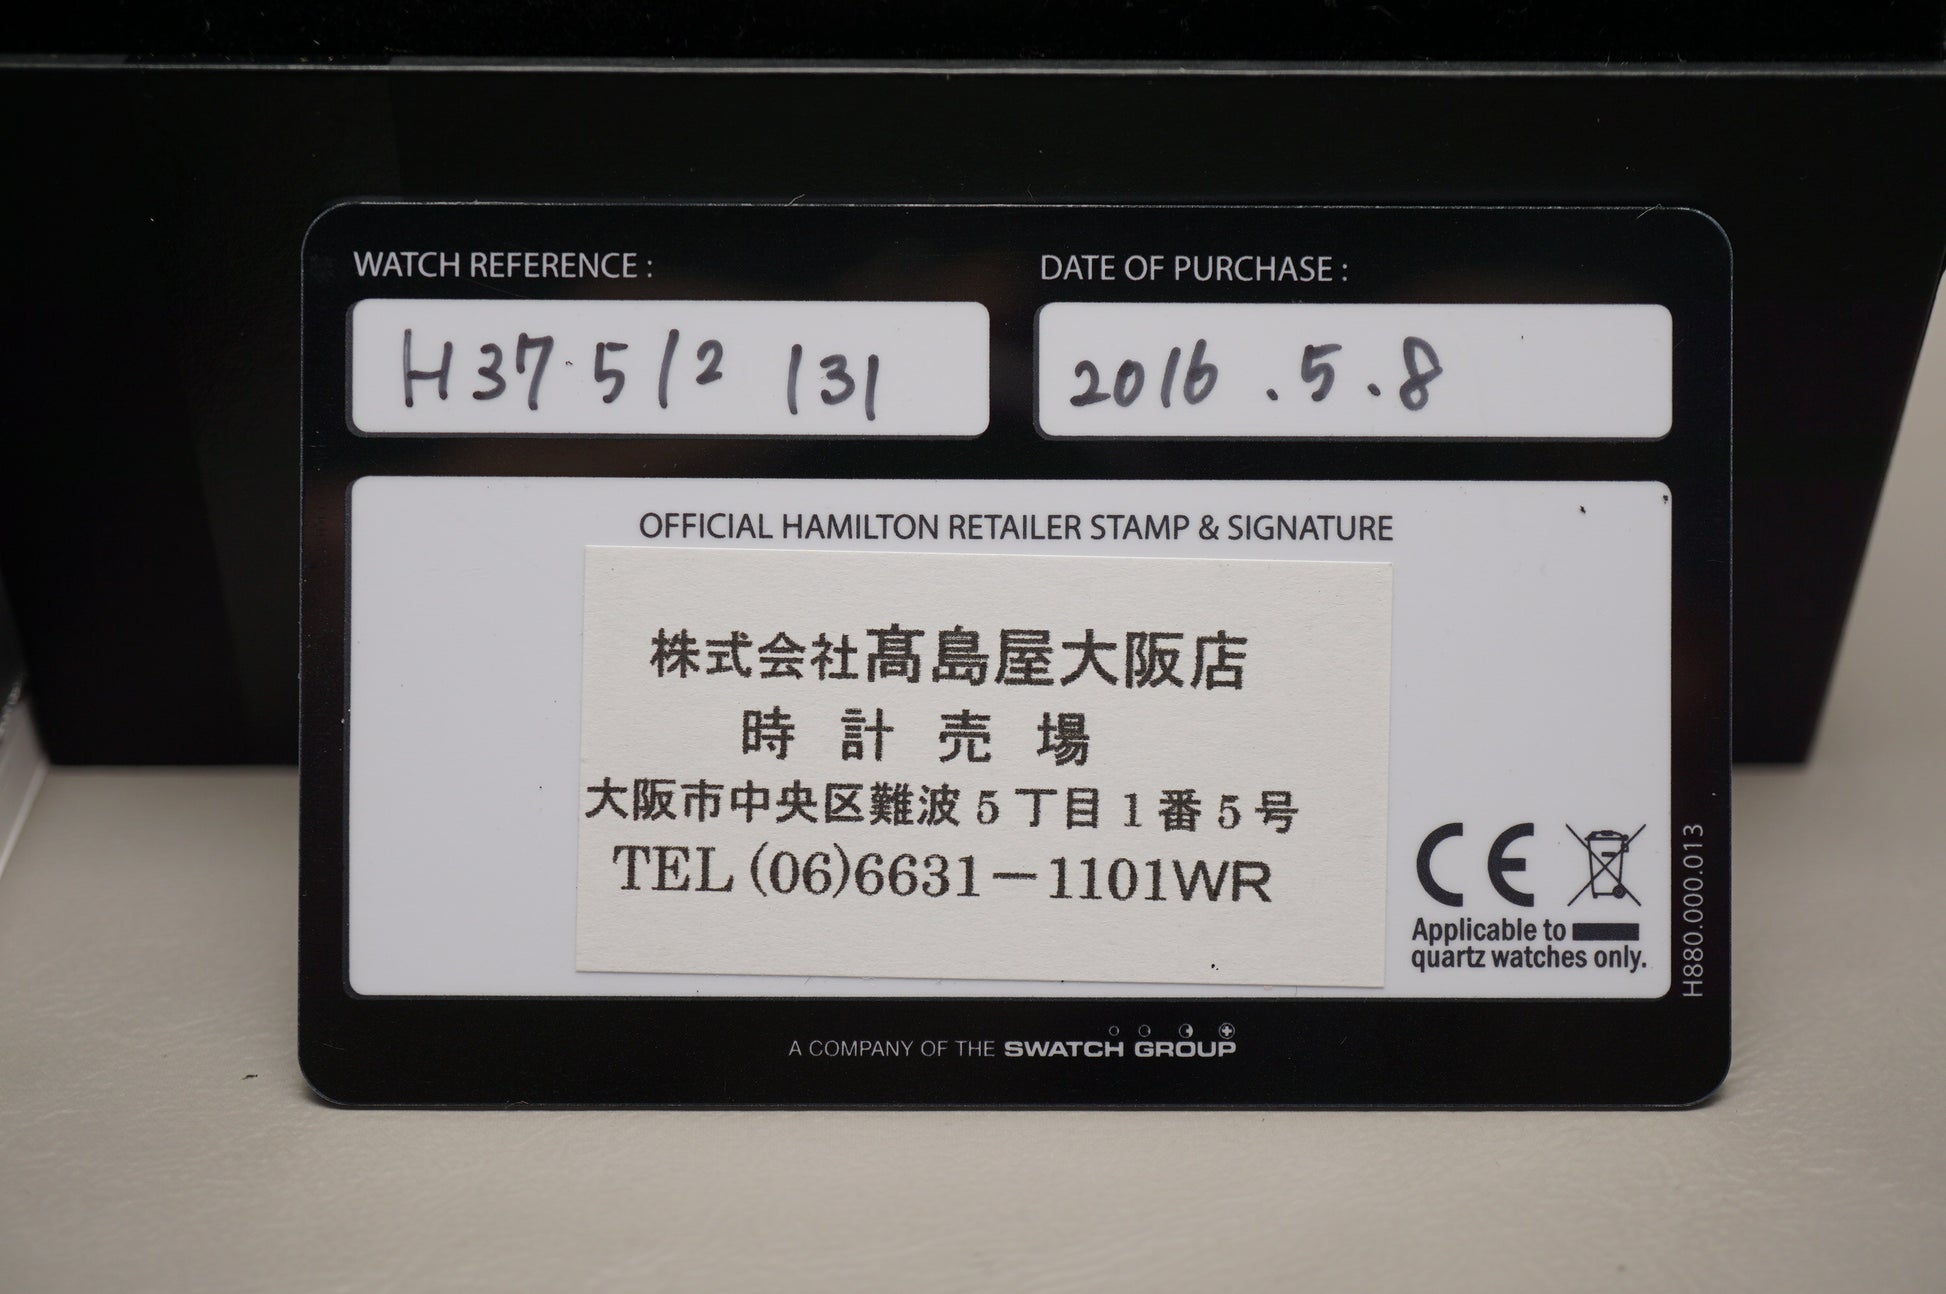 WATCH REFERENCE :
H37 512 131
DATE OF PURCHASE :
2016 . 5 . 8
OFFICIAL HAMILTON RETAILER STAMP & SIGNATURE
株式会社髙島屋大阪店
時計売場
大阪市中央区難波5丁目1番5号
TEL (06)6631-1101WR
CE
Applicable to
quartz watches only.
H880.000.013
A COMPANY OF THE SWATCH GROUP